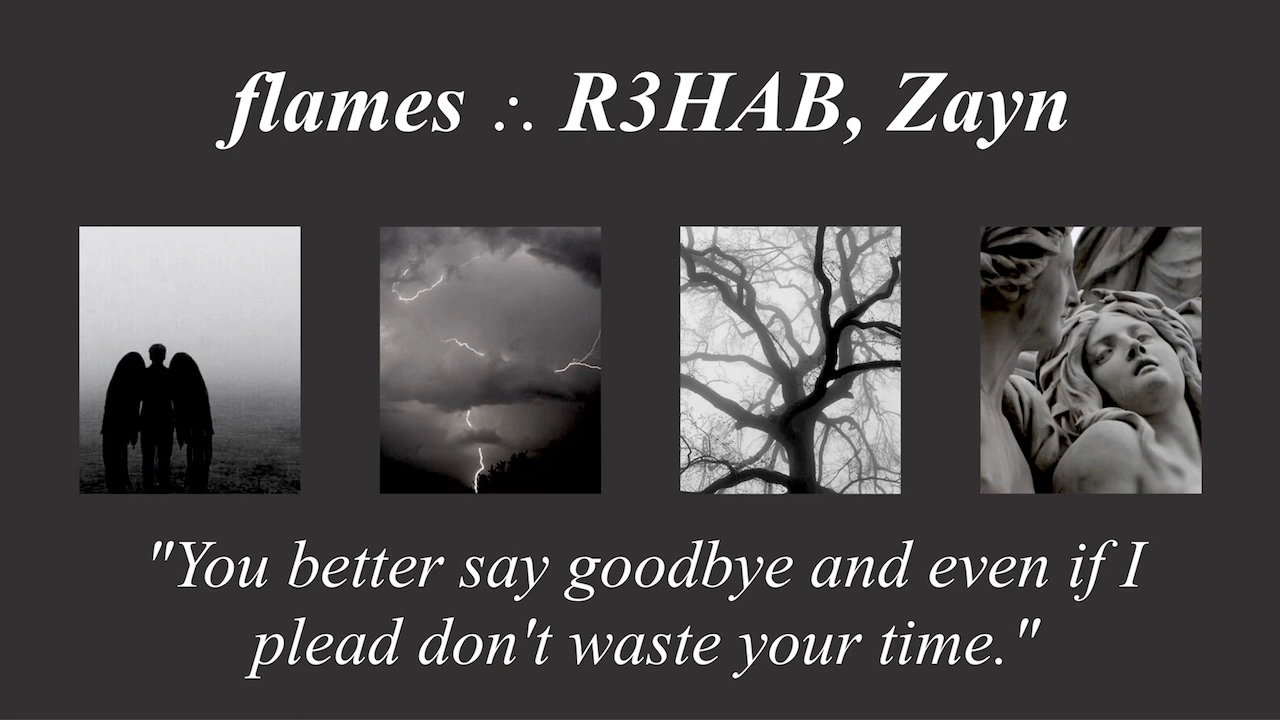 flames ∴ R3HAB, Zayn
"You better say goodbye and even if I
plead don't waste your time."